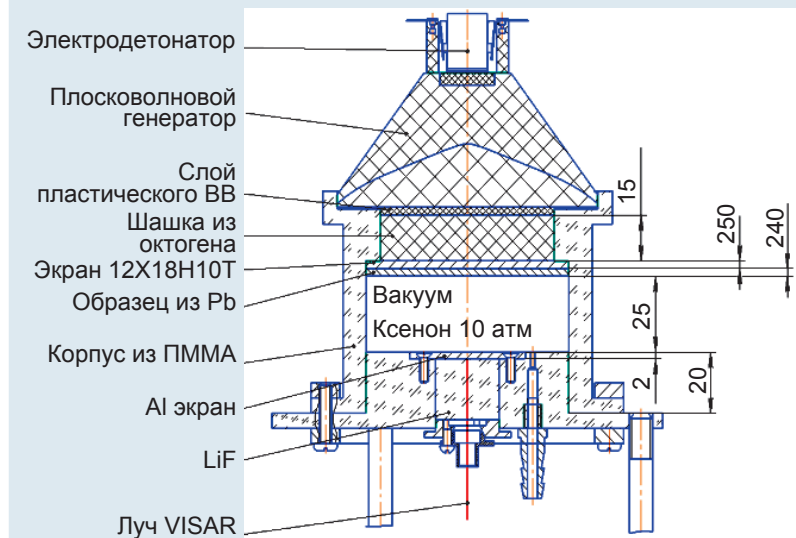 Электродетонатор
Плосковолновой
генератор
Слой
пластического ВВ
Шашка из
октогена
Экран 12Х18Н10Т
Образец из Pb
Корпус из ПММА
Al экран
LiF
Луч VISAR
Вакуум
Ксенон 10 атм
15
250
240
25
2
20